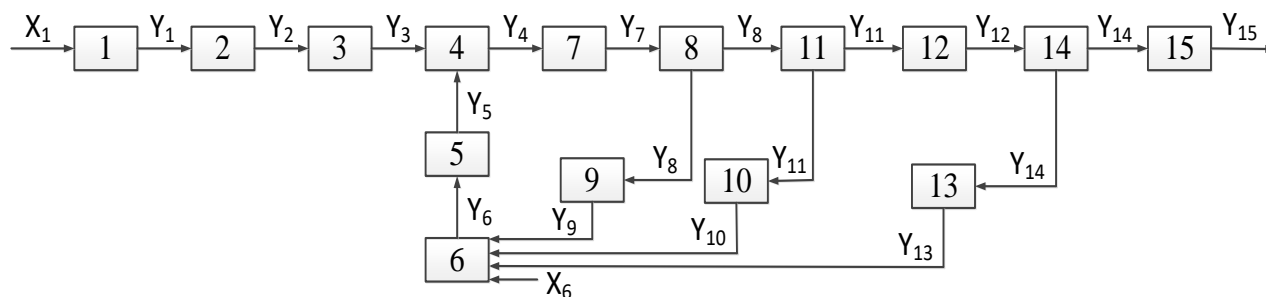 X₁ Y₁ Y₂ Y₃ Y₄ Y₇ Y₈ Y₁₁ Y₁₂ Y₁₄ Y₁₅
1 2 3 4 7 8 11 12 14 15
Y₅
5 Y₈ Y₁₁ Y₁₄
9 10 13
Y₆ Y₉ Y₁₀ Y₁₃
6
X₆